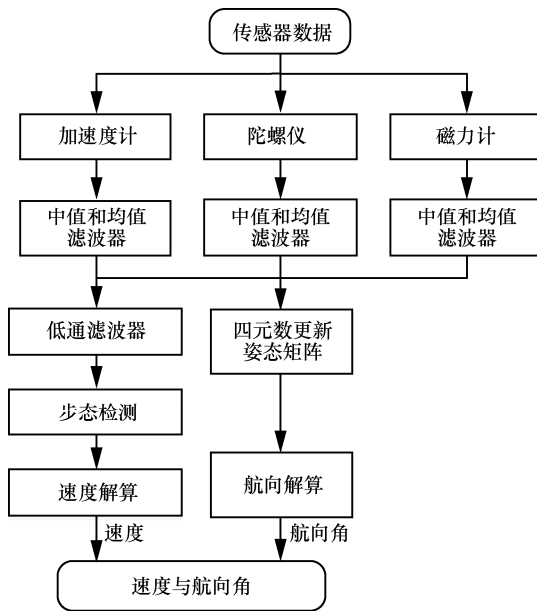 传感器数据
加速度计
陀螺仪
磁力计
中值和均值
滤波器
中值和均值
滤波器
中值和均值
滤波器
低通滤波器
四元数更新
姿态矩阵
步态检测
速度解算
航向解算
速度
航向角
速度与航向角